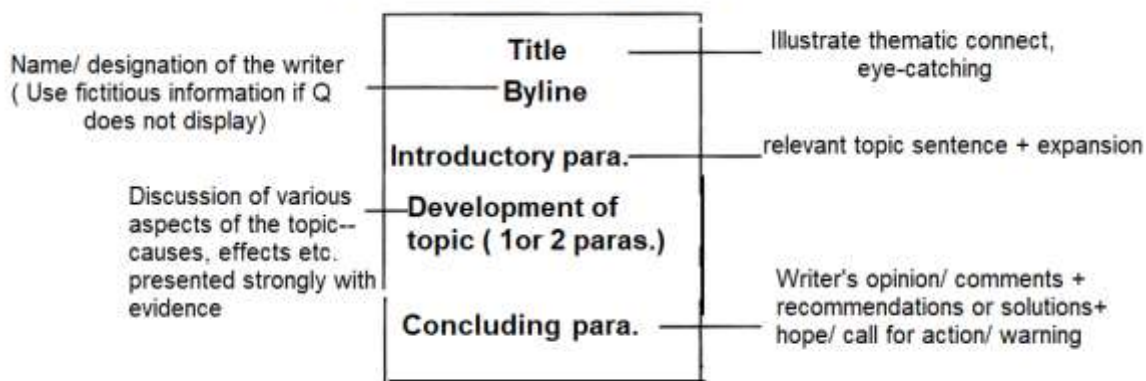 Title
Illustrate thematic connect,
eye-catching
Name/ designation of the writer
( Use fictitious information if Q
does not display)
Byline
Introductory para.
relevant topic sentence + expansion
Discussion of various
aspects of the topic--
causes, effects etc.
presented strongly with
evidence
Development of
topic ( 1or 2 paras.)
Concluding para.
Writer's opinion/ comments +
recommendations or solutions+
hope/ call for action/ warning